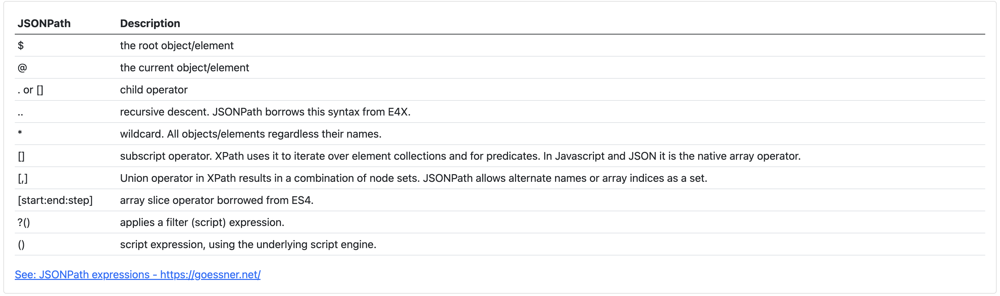 JSONPath Description
$ the root object/element
@ the current object/element
. or [] child operator
.. recursive descent. JSONPath borrows this syntax from E4X.
* wildcard. All objects/elements regardless their names.
[] subscript operator. XPath uses it to iterate over element collections and for predicates. In Javascript and JSON it is the native array operator.
[,] Union operator in XPath results in a combination of node sets. JSONPath allows alternate names or array indices as a set.
[start:end:step] array slice operator borrowed from ES4.
?() applies a filter (script) expression.
() script expression, using the underlying script engine.
See: JSONPath expressions - https://goessner.net/